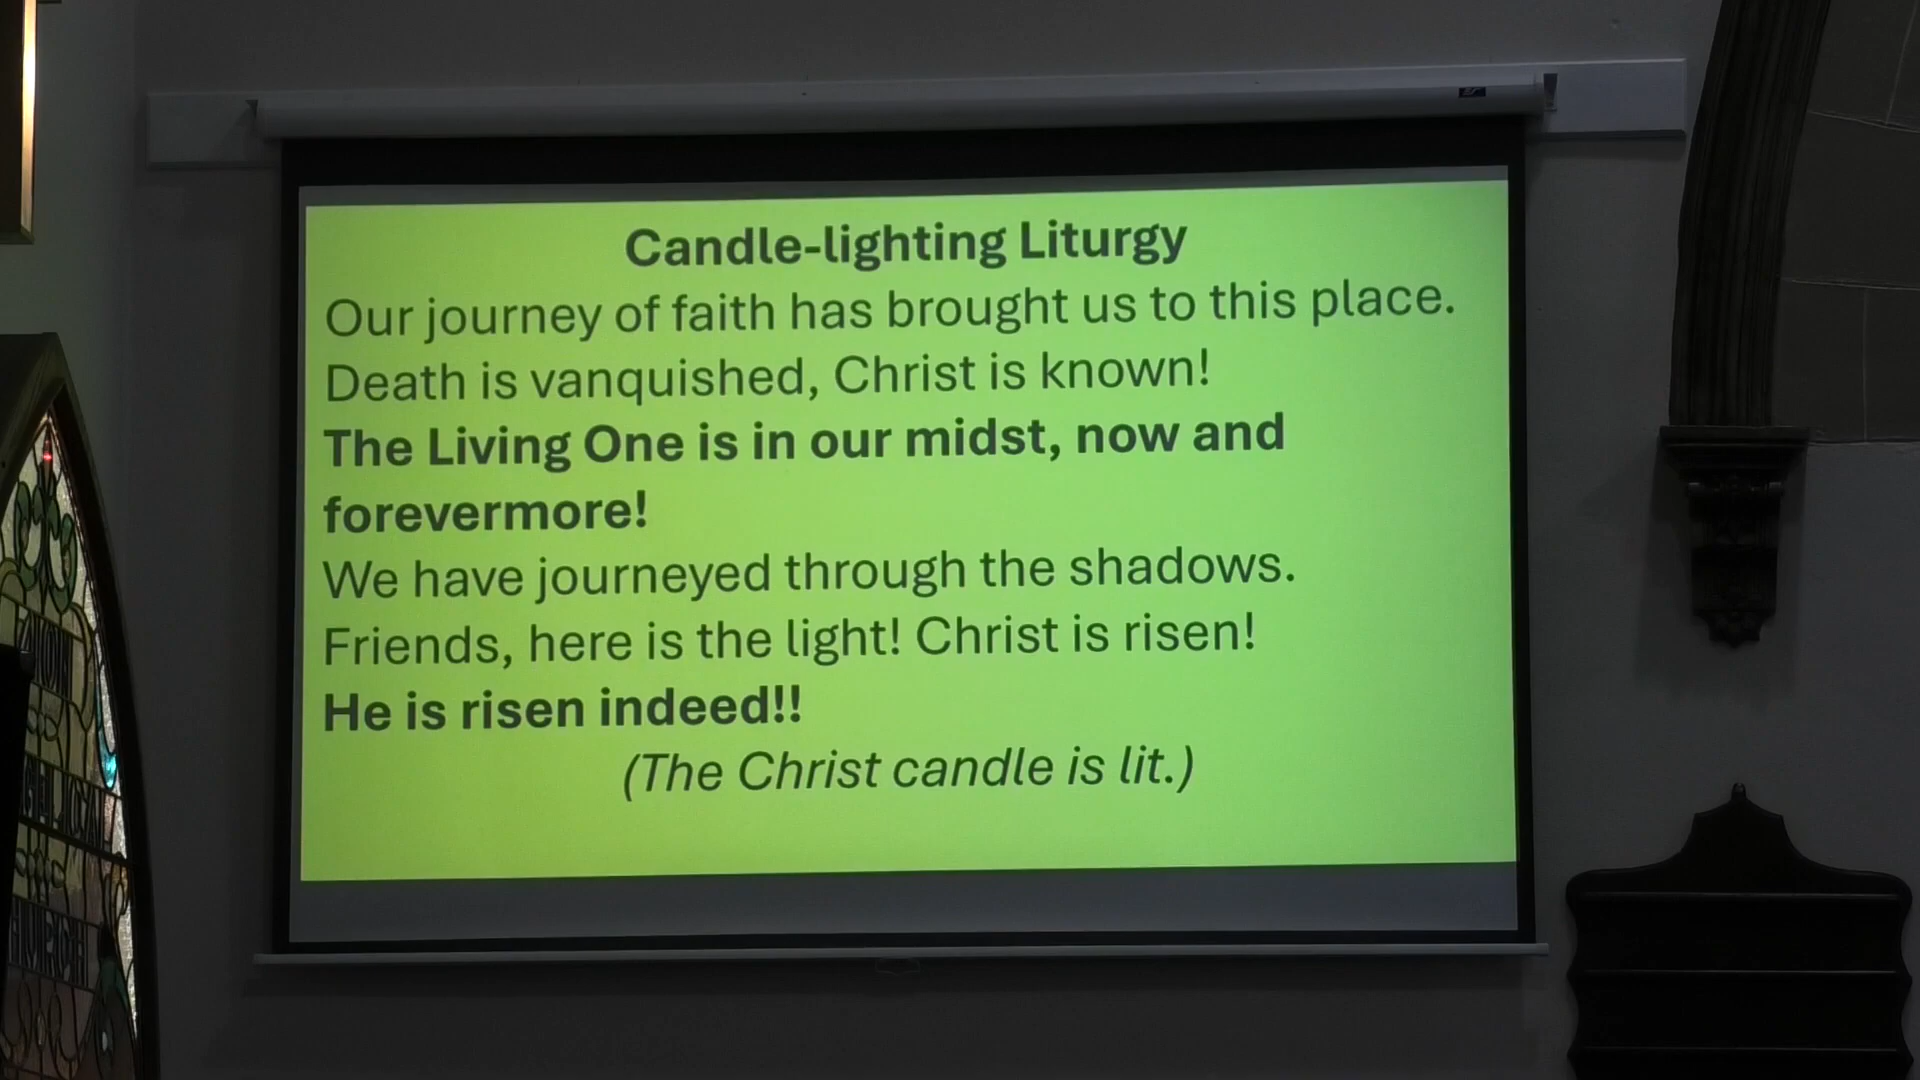 Candle-lighting Liturgy
Our journey of faith has brought us to this place.
Death is vanquished, Christ is known!
The Living One is in our midst, now and
forevermore!
We have journeyed through the shadows.
Friends, here is the light! Christ is risen!
He is risen indeed!!
(The Christ candle is lit.)